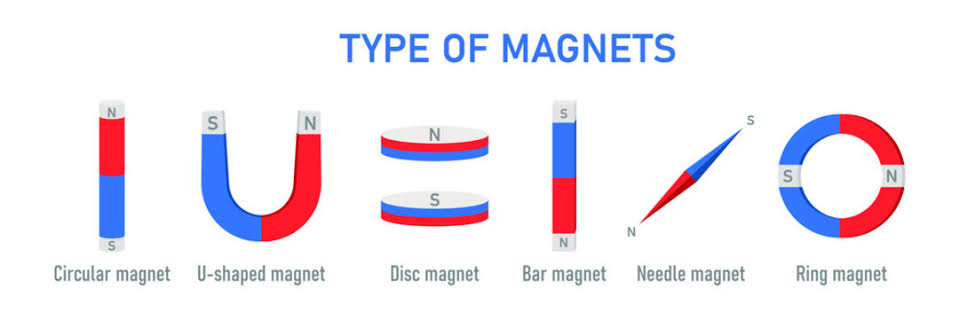 TYPE OF MAGNETS
N
S
Circular magnet
S N
U-shaped magnet
N
S
Disc magnet
S
N
Bar magnet
S
N
Needle magnet
S N
Ring magnet